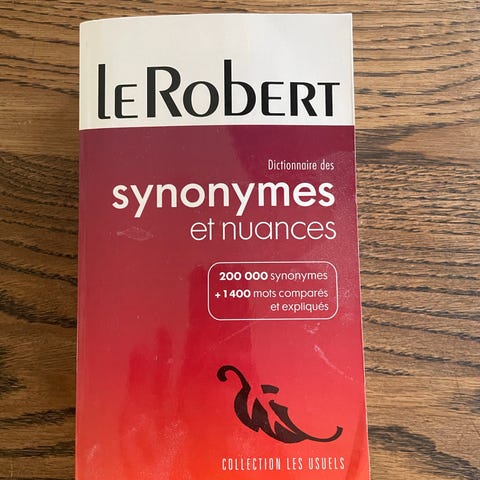 LE ROBERT
Dictionnaire des
synonymes
et nuances
200 000 synonymes
+ 1400 mots comparés
et expliqués
COLLECTION LES USUELS